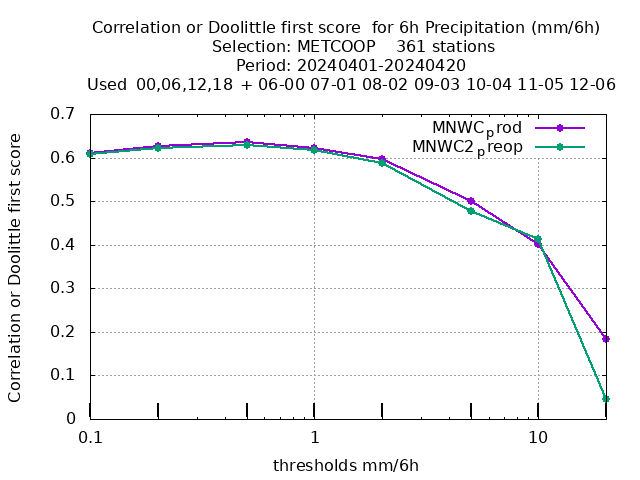 Correlation or Doolittle first score  for 6h Precipitation (mm/6h)
Selection: METCOOP    361 stations
Period: 20240401-20240420
Used  00,06,12,18  + 06-00 07-01 08-02 09-03 10-04 11-05 12-06
Correlation or Doolittle first score
0.7
0.6
0.5
0.4
0.3
0.2
0.1
0
MNWCprod
MNWC2preop
0.1 1 10
thresholds mm/6h